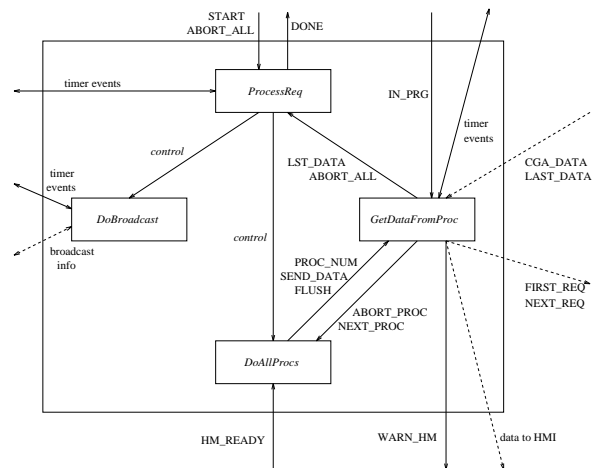 START
ABORT_ALL
DONE
timer events
ProcessReq
IN_PRG
timer
events
control
LST_DATA
ABORT_ALL
CGA_DATA
LAST_DATA
timer
events
DoBroadcast
GetDataFromProc
control
broadcast
info
PROC_NUM
SEND_DATA
FLUSH
FIRST_REQ
NEXT_REQ
ABORT_PROC
NEXT_PROC
DoAllProcs
HM_READY
WARN_HM
data to HMI